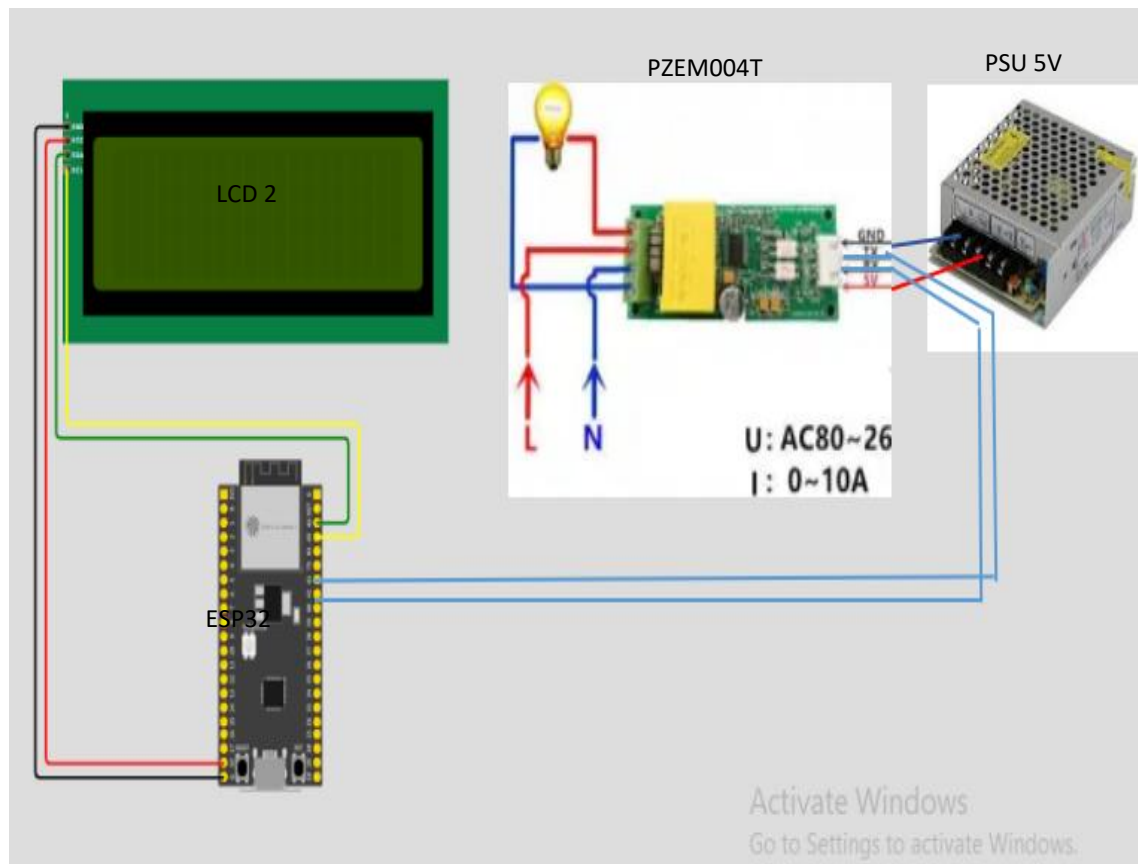 PZEM004T
PSU 5V
LCD 2
GND
TX
5V
L
N
U: AC80~26
I: 0~10A
ESP32
Activate Windows
Go to Settings to activate Windows.